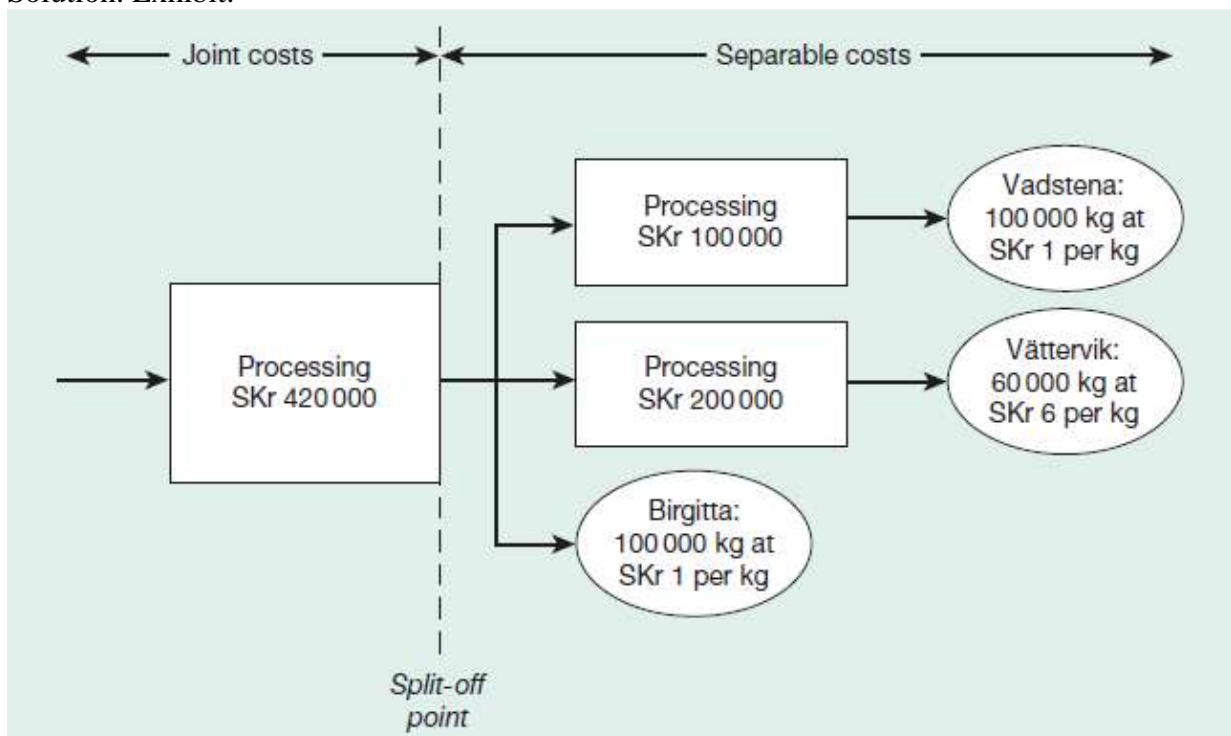 Joint costs
Separable costs
Processing
SKr 100 000
Vadstena:
100 000 kg at
SKr 1 per kg
Processing
SKr 420 000
Processing
SKr 200 000
Vättervik:
60 000 kg at
SKr 6 per kg
Birgitta:
100 000 kg at
SKr 1 per kg
Split-off
point